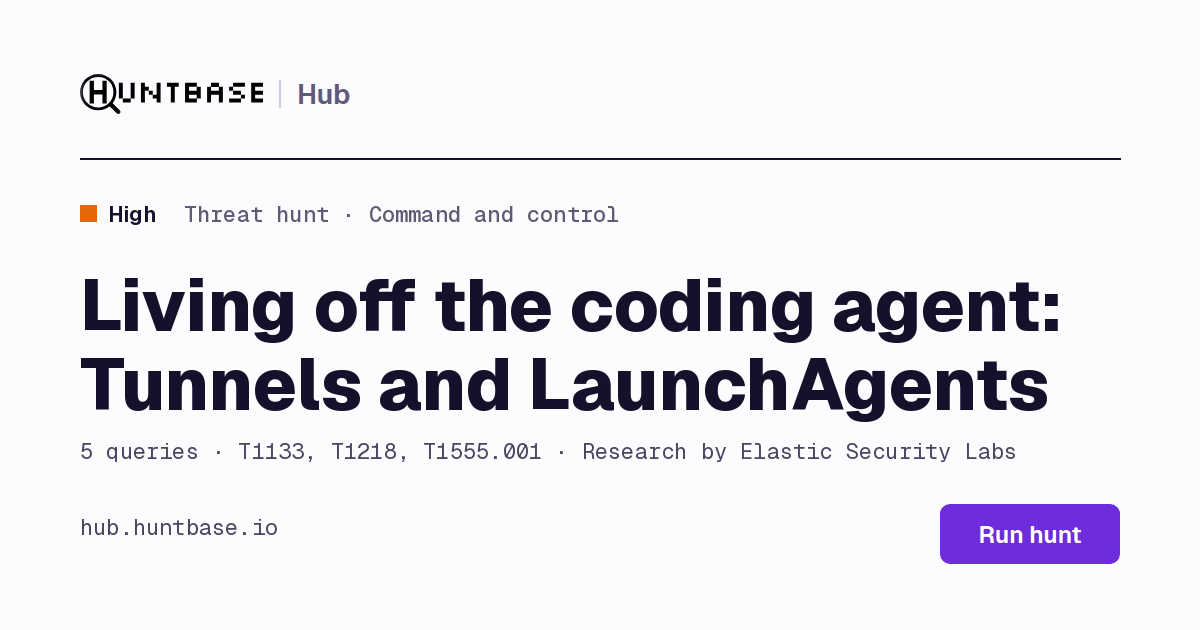 HUNTBASE | Hub
High Threat hunt · Command and control
Living off the coding agent:
Tunnels and LaunchAgents
5 queries · T1133, T1218, T1555.001 · Research by Elastic Security Labs
hub.huntbase.io
Run hunt